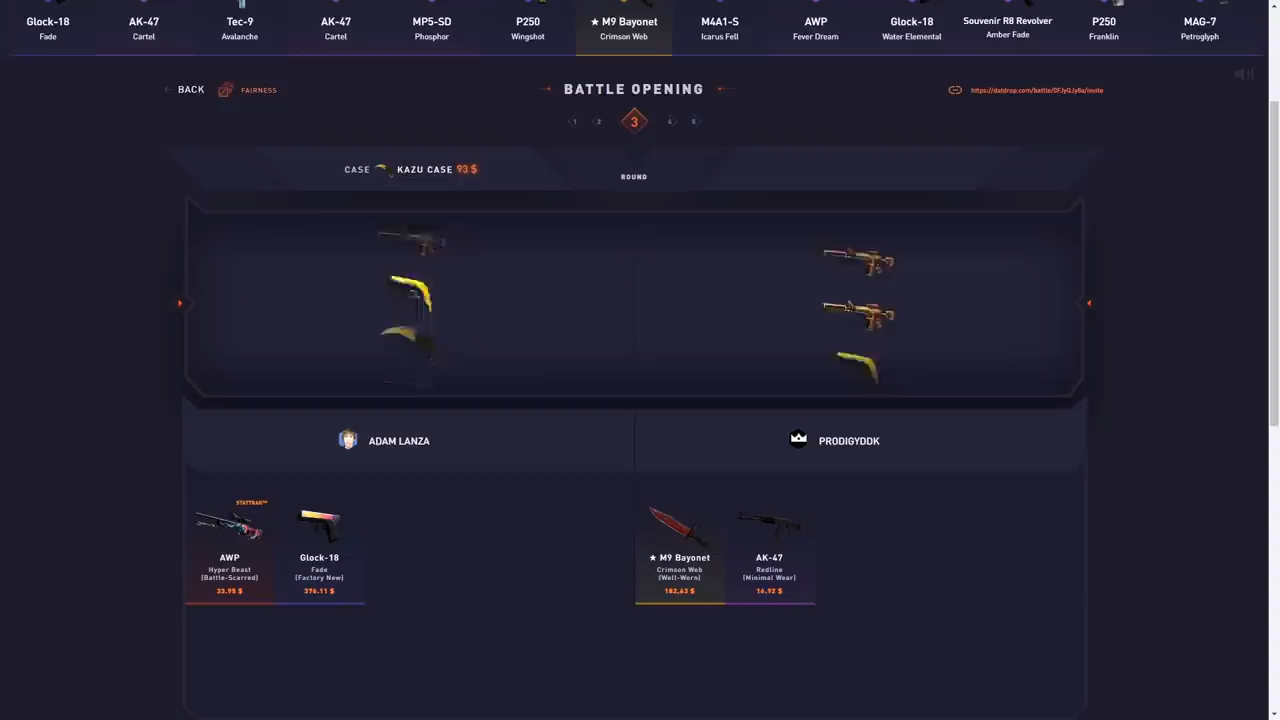 Glock-18 AK-47 Tec-9 AK-47 MP5-SD P250 ★ M9 Bayonet M4A1-S AWP Glock-18 Souvenir R8 Revolver P250 MAG-7
Fade Cartel Avalanche Cartel Phosphor Wingshot Crimson Web Icarus Fell Fever Dream Water Elemental Amber Fade Franklin Petroglyph
← BACK FAIRNESS BATTLE OPENING https://datdrop.com/battle/0FJyQJy8a/invite
1 2 3 4 5
CASE KAZU CASE 93 $
ROUND
ADAM LANZA PRODIGYDDK
STATTRAK™
AWP Glock-18 ★ M9 Bayonet AK-47
Hyper Beast Fade Crimson Web Redline
(Battle-Scarred) (Factory New) (Well-Worn) (Minimal Wear)
33.95 $ 376.11 $ 182.63 $ 16.92 $